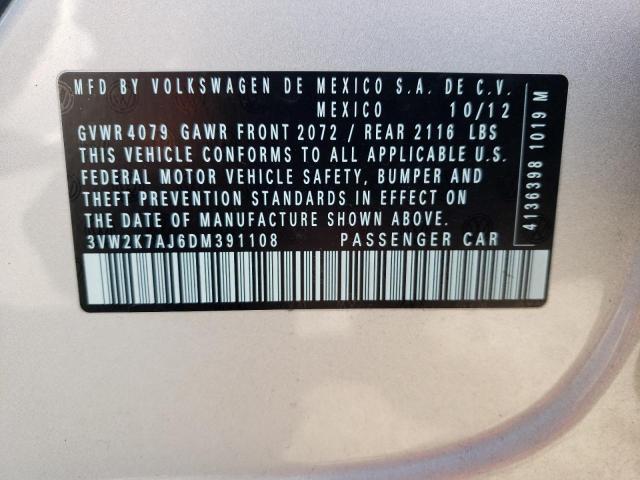 MFD BY VOLKSWAGEN DE MEXICO S.A. DE C.V.
MEXICO 10/12
GVWR 4079 GAWR FRONT 2072 / REAR 2116 LBS
THIS VEHICLE CONFORMS TO ALL APPLICABLE U.S.
FEDERAL MOTOR VEHICLE SAFETY, BUMPER AND
THEFT PREVENTION STANDARDS IN EFFECT ON
THE DATE OF MANUFACTURE SHOWN ABOVE.
3VW2K7AJ6DM391108 PASSENGER CAR
4136398 1019 M